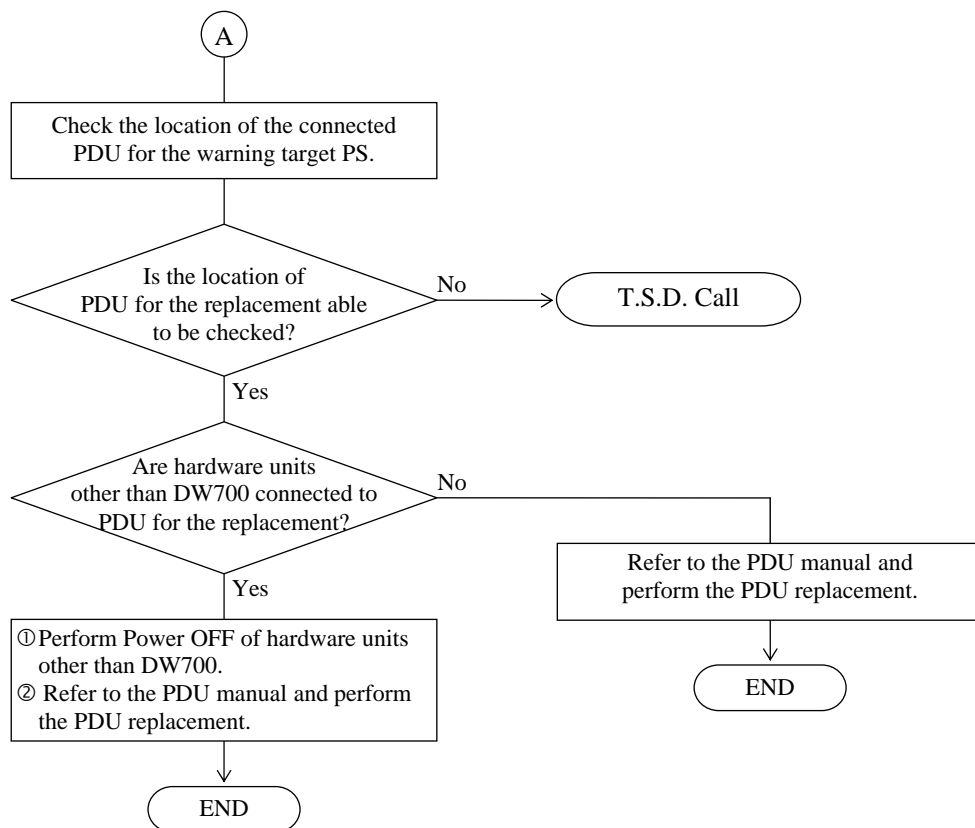 A
Check the location of the connected
PDU for the warning target PS.
Is the location of
PDU for the replacement able
to be checked?
No
T.S.D. Call
Yes
Are hardware units
other than DW700 connected to
PDU for the replacement?
No
Yes
Refer to the PDU manual and
perform the PDU replacement.
END
① Perform Power OFF of hardware units
other than DW700.
② Refer to the PDU manual and perform
the PDU replacement.
END